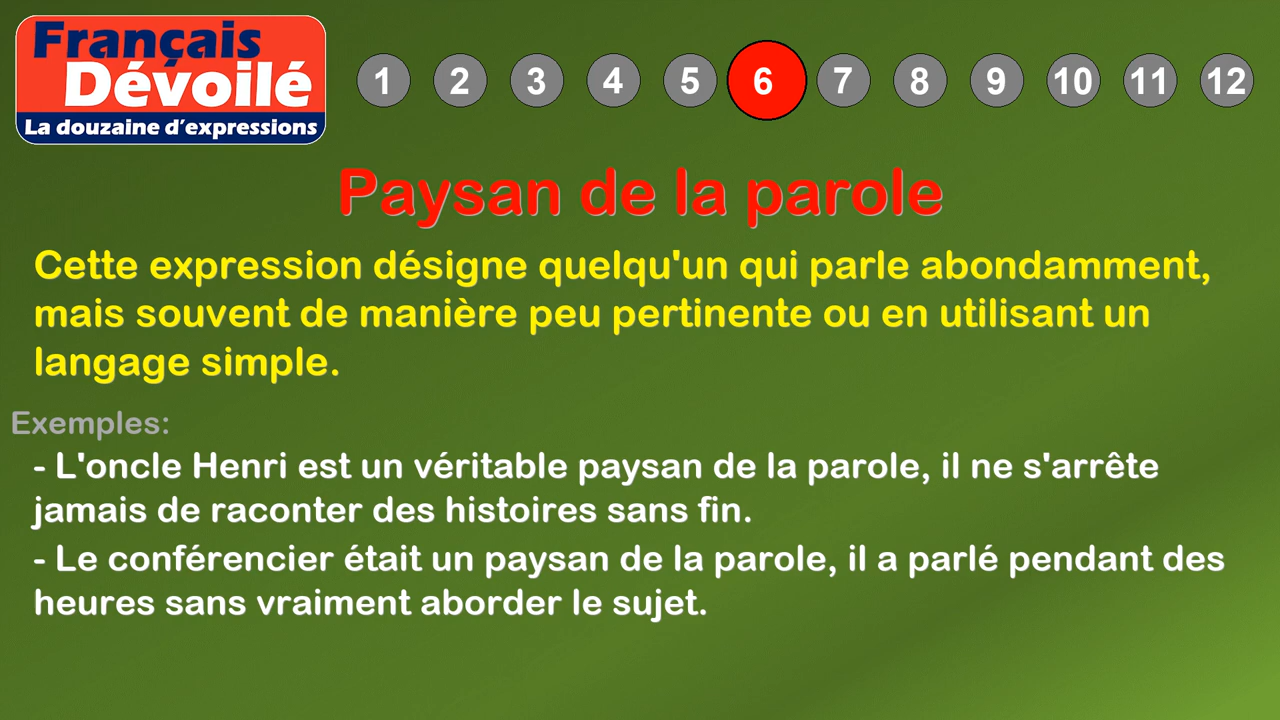 Français
Dévoilé
La douzaine d'expressions
1 2 3 4 5 6 7 8 9 10 11 12
Paysan de la parole
Cette expression désigne quelqu'un qui parle abondamment,
mais souvent de manière peu pertinente ou en utilisant un
langage simple.
Exemples:
- L'oncle Henri est un véritable paysan de la parole, il ne s'arrête
jamais de raconter des histoires sans fin.
- Le conférencier était un paysan de la parole, il a parlé pendant des
heures sans vraiment aborder le sujet.